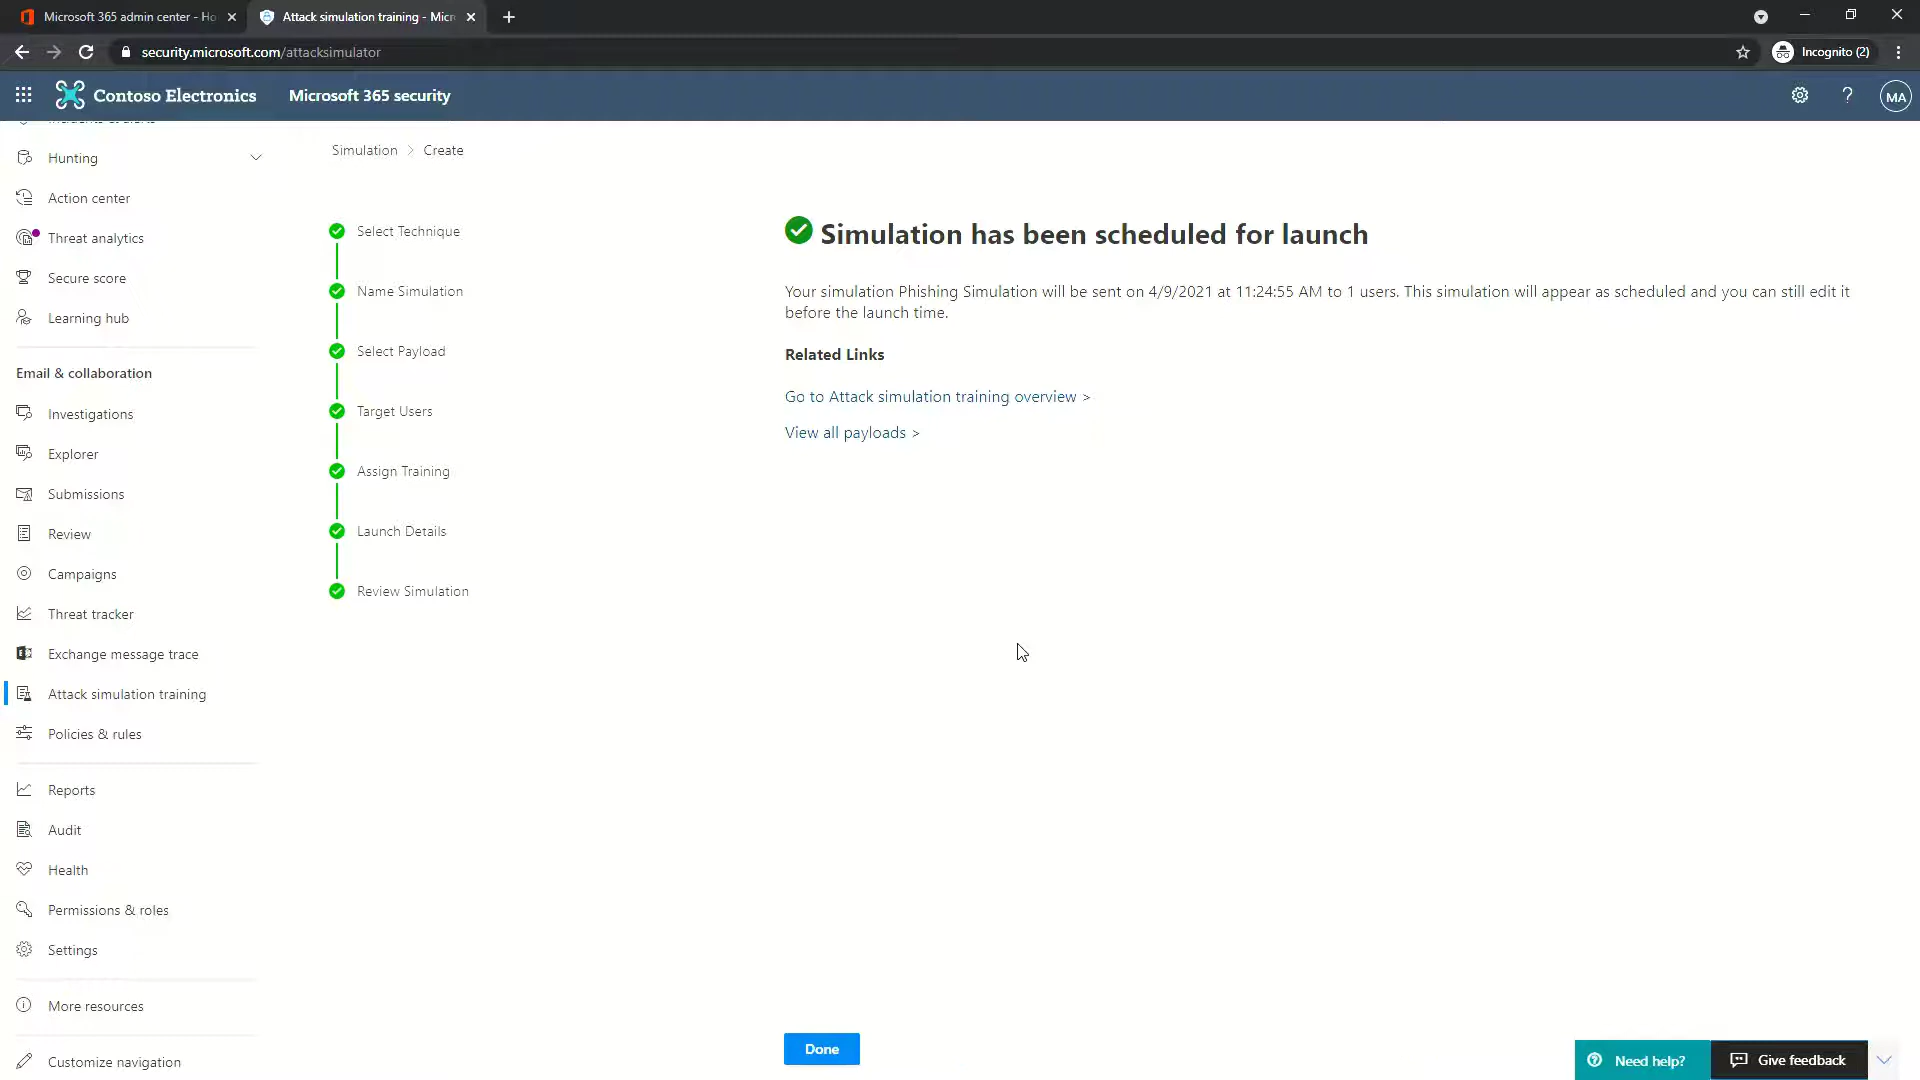 Microsoft 365 admin center - Ho
Attack simulation training - Micr
security.microsoft.com/attacksimulator
Incognito (2)
Contoso Electronics
Microsoft 365 security
?
MA
Incidents & alerts
Hunting
Action center
Threat analytics
Secure score
Learning hub
Email & collaboration
Investigations
Explorer
Submissions
Review
Campaigns
Threat tracker
Exchange message trace
Attack simulation training
Policies & rules
Reports
Audit
Health
Permissions & roles
Settings
More resources
Customize navigation
Simulation > Create
Select Technique
Name Simulation
Select Payload
Target Users
Assign Training
Launch Details
Review Simulation
Simulation has been scheduled for launch
Your simulation Phishing Simulation will be sent on 4/9/2021 at 11:24:55 AM to 1 users. This simulation will appear as scheduled and you can still edit it
before the launch time.
Related Links
Go to Attack simulation training overview >
View all payloads >
Done
Need help?
Give feedback